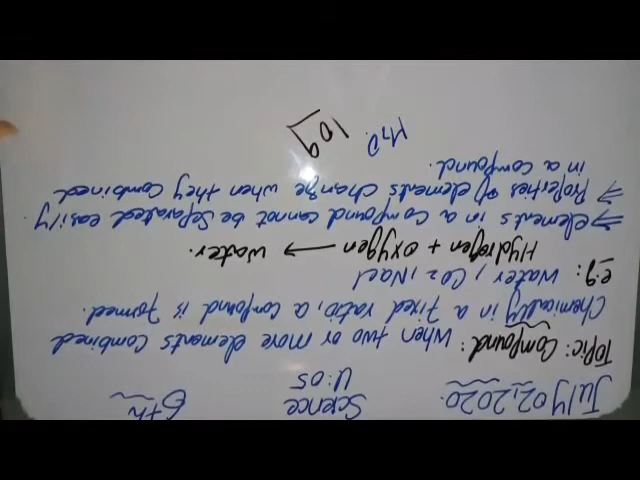 July 02, 2020 Science 6th
U: 05
Topic: Compound: When two or more elements combined
chemically in a fixed ratio, a compound is formed.
e.g: Water, CO2, NaCl
Hydrogen + oxygen → water.
⇒ elements in a compound cannot be separated easily.
⇒ Properties of elements change when they combined
in a compound.
H2O. 109